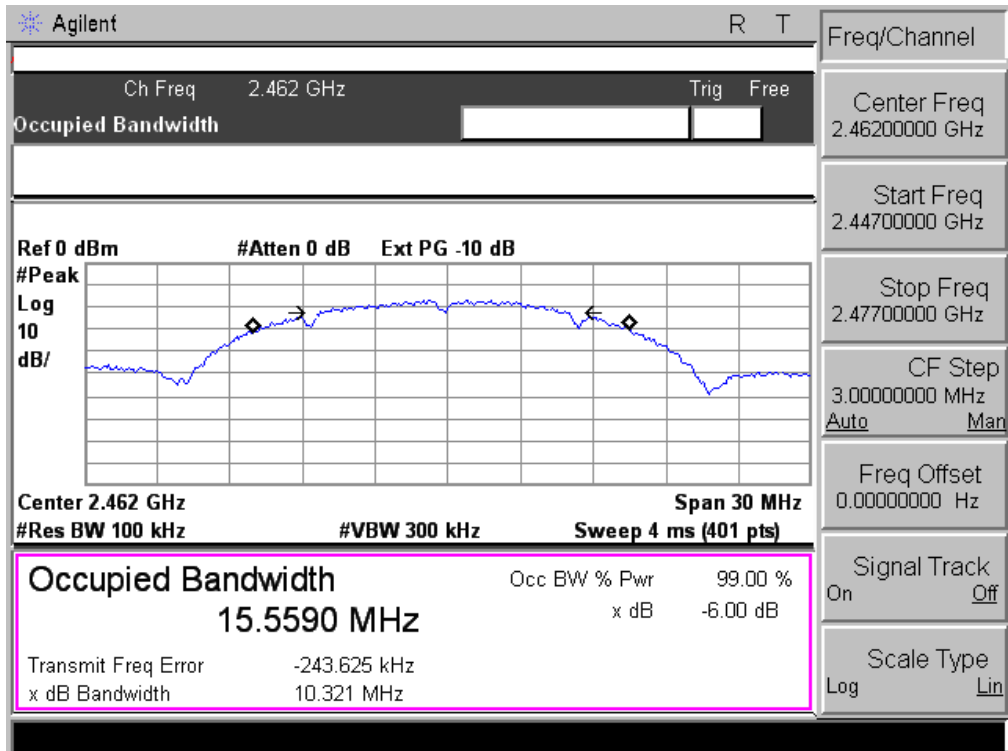 Agilent
R T
Ch Freq 2.462 GHz Trig Free
Occupied Bandwidth
Ref 0 dBm #Atten 0 dB Ext PG -10 dB
#Peak
Log
10
dB/
Center 2.462 GHz Span 30 MHz
#Res BW 100 kHz #VBW 300 kHz Sweep 4 ms (401 pts)
Occupied Bandwidth
15.5590 MHz
Occ BW % Pwr 99.00 %
x dB -6.00 dB
Transmit Freq Error -243.625 kHz
x dB Bandwidth 10.321 MHz
Freq/Channel
Center Freq
2.46200000 GHz
Start Freq
2.44700000 GHz
Stop Freq
2.47700000 GHz
CF Step
3.00000000 MHz
Auto Man
Freq Offset
0.00000000 Hz
Signal Track
On Off
Scale Type
Log Lin